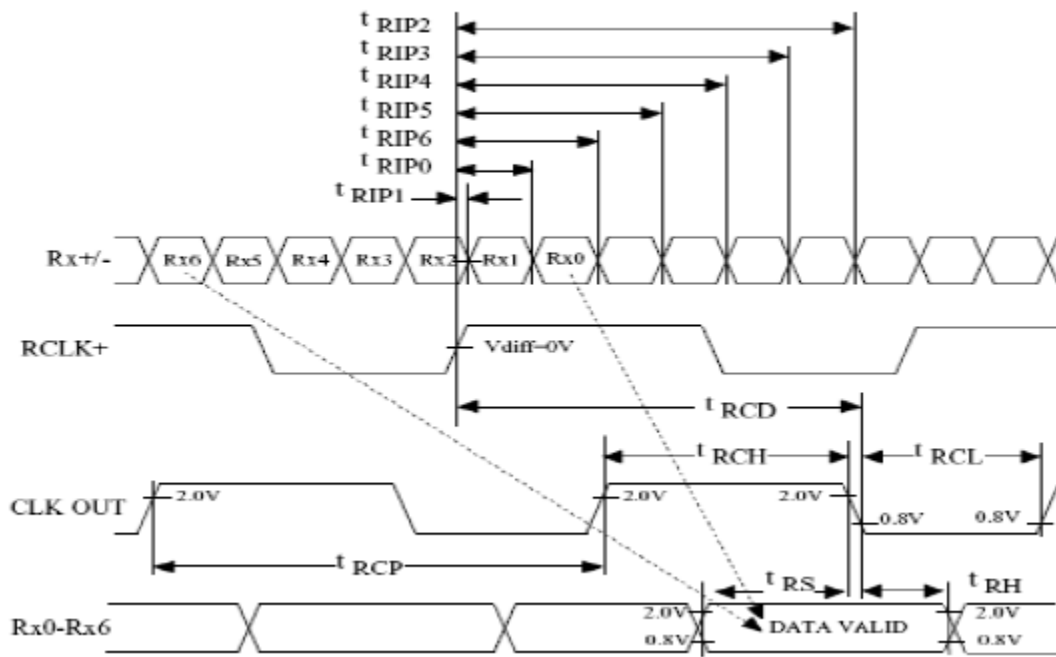 t RIP2
t RIP3
t RIP4
t RIP5
t RIP6
t RIP0
t RIP1
Rx+/- Rx6 Rx5 Rx4 Rx3 Rx2 Rx1 Rx0
RCLK+ Vdiff=0V
t RCD
t RCH t RCL
CLK OUT 2.0V 2.0V 2.0V 0.8V 0.8V
t RCP
t RS t RH
Rx0-Rx6 2.0V 0.8V DATA VALID 2.0V 0.8V